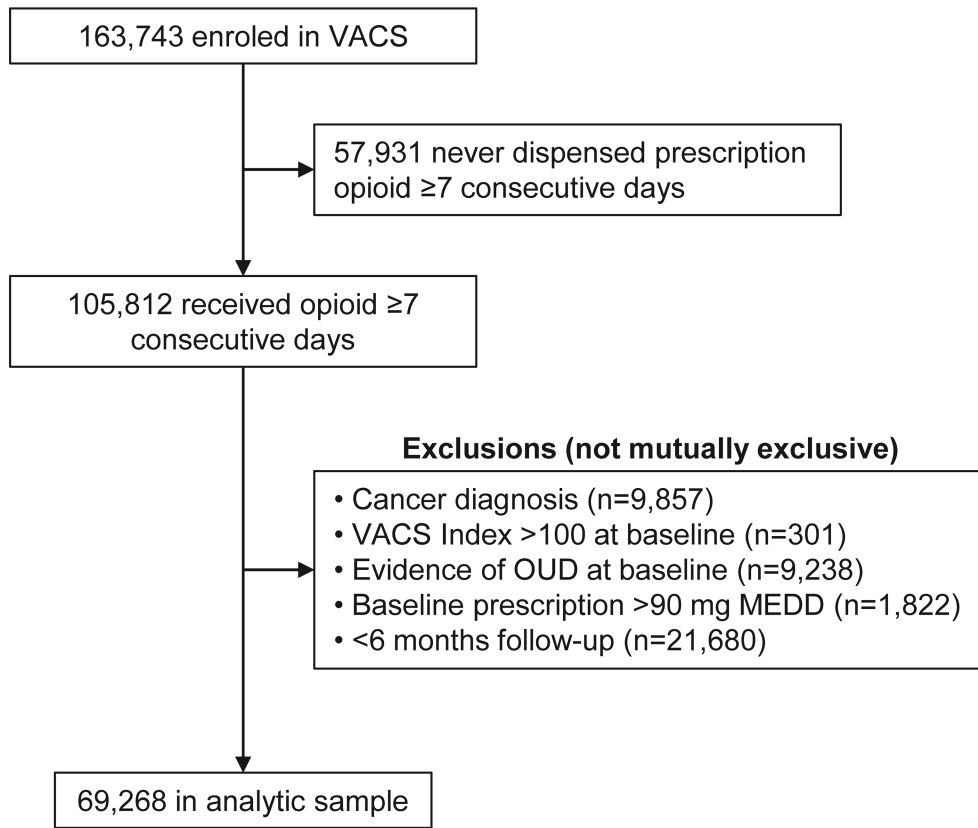 163,743 enroled in VACS
57,931 never dispensed prescription
opioid ≥7 consecutive days
105,812 received opioid ≥7
consecutive days
Exclusions (not mutually exclusive)
• Cancer diagnosis (n=9,857)
• VACS Index >100 at baseline (n=301)
• Evidence of OUD at baseline (n=9,238)
• Baseline prescription >90 mg MEDD (n=1,822)
• <6 months follow-up (n=21,680)
69,268 in analytic sample